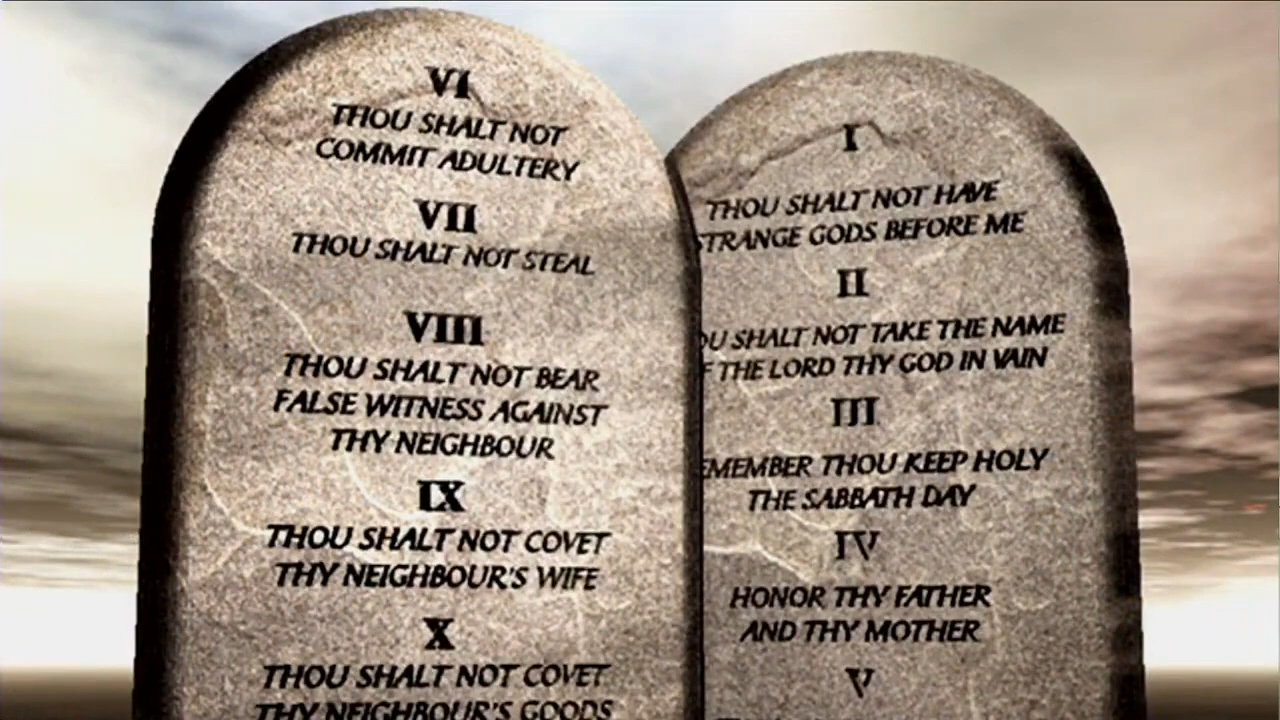 VI
THOU SHALT NOT
COMMIT ADULTERY
VII
THOU SHALT NOT STEAL
VIII
THOU SHALT NOT BEAR
FALSE WITNESS AGAINST
THY NEIGHBOUR
IX
THOU SHALT NOT COVET
THY NEIGHBOUR'S WIFE
X
THOU SHALT NOT COVET
THY NEIGHBOUR'S GOODS
I
THOU SHALT NOT HAVE
STRANGE GODS BEFORE ME
II
OU SHALT NOT TAKE THE NAME
F THE LORD THY GOD IN VAIN
III
EMEMBER THOU KEEP HOLY
THE SABBATH DAY
IV
HONOR THY FATHER
AND THY MOTHER
V